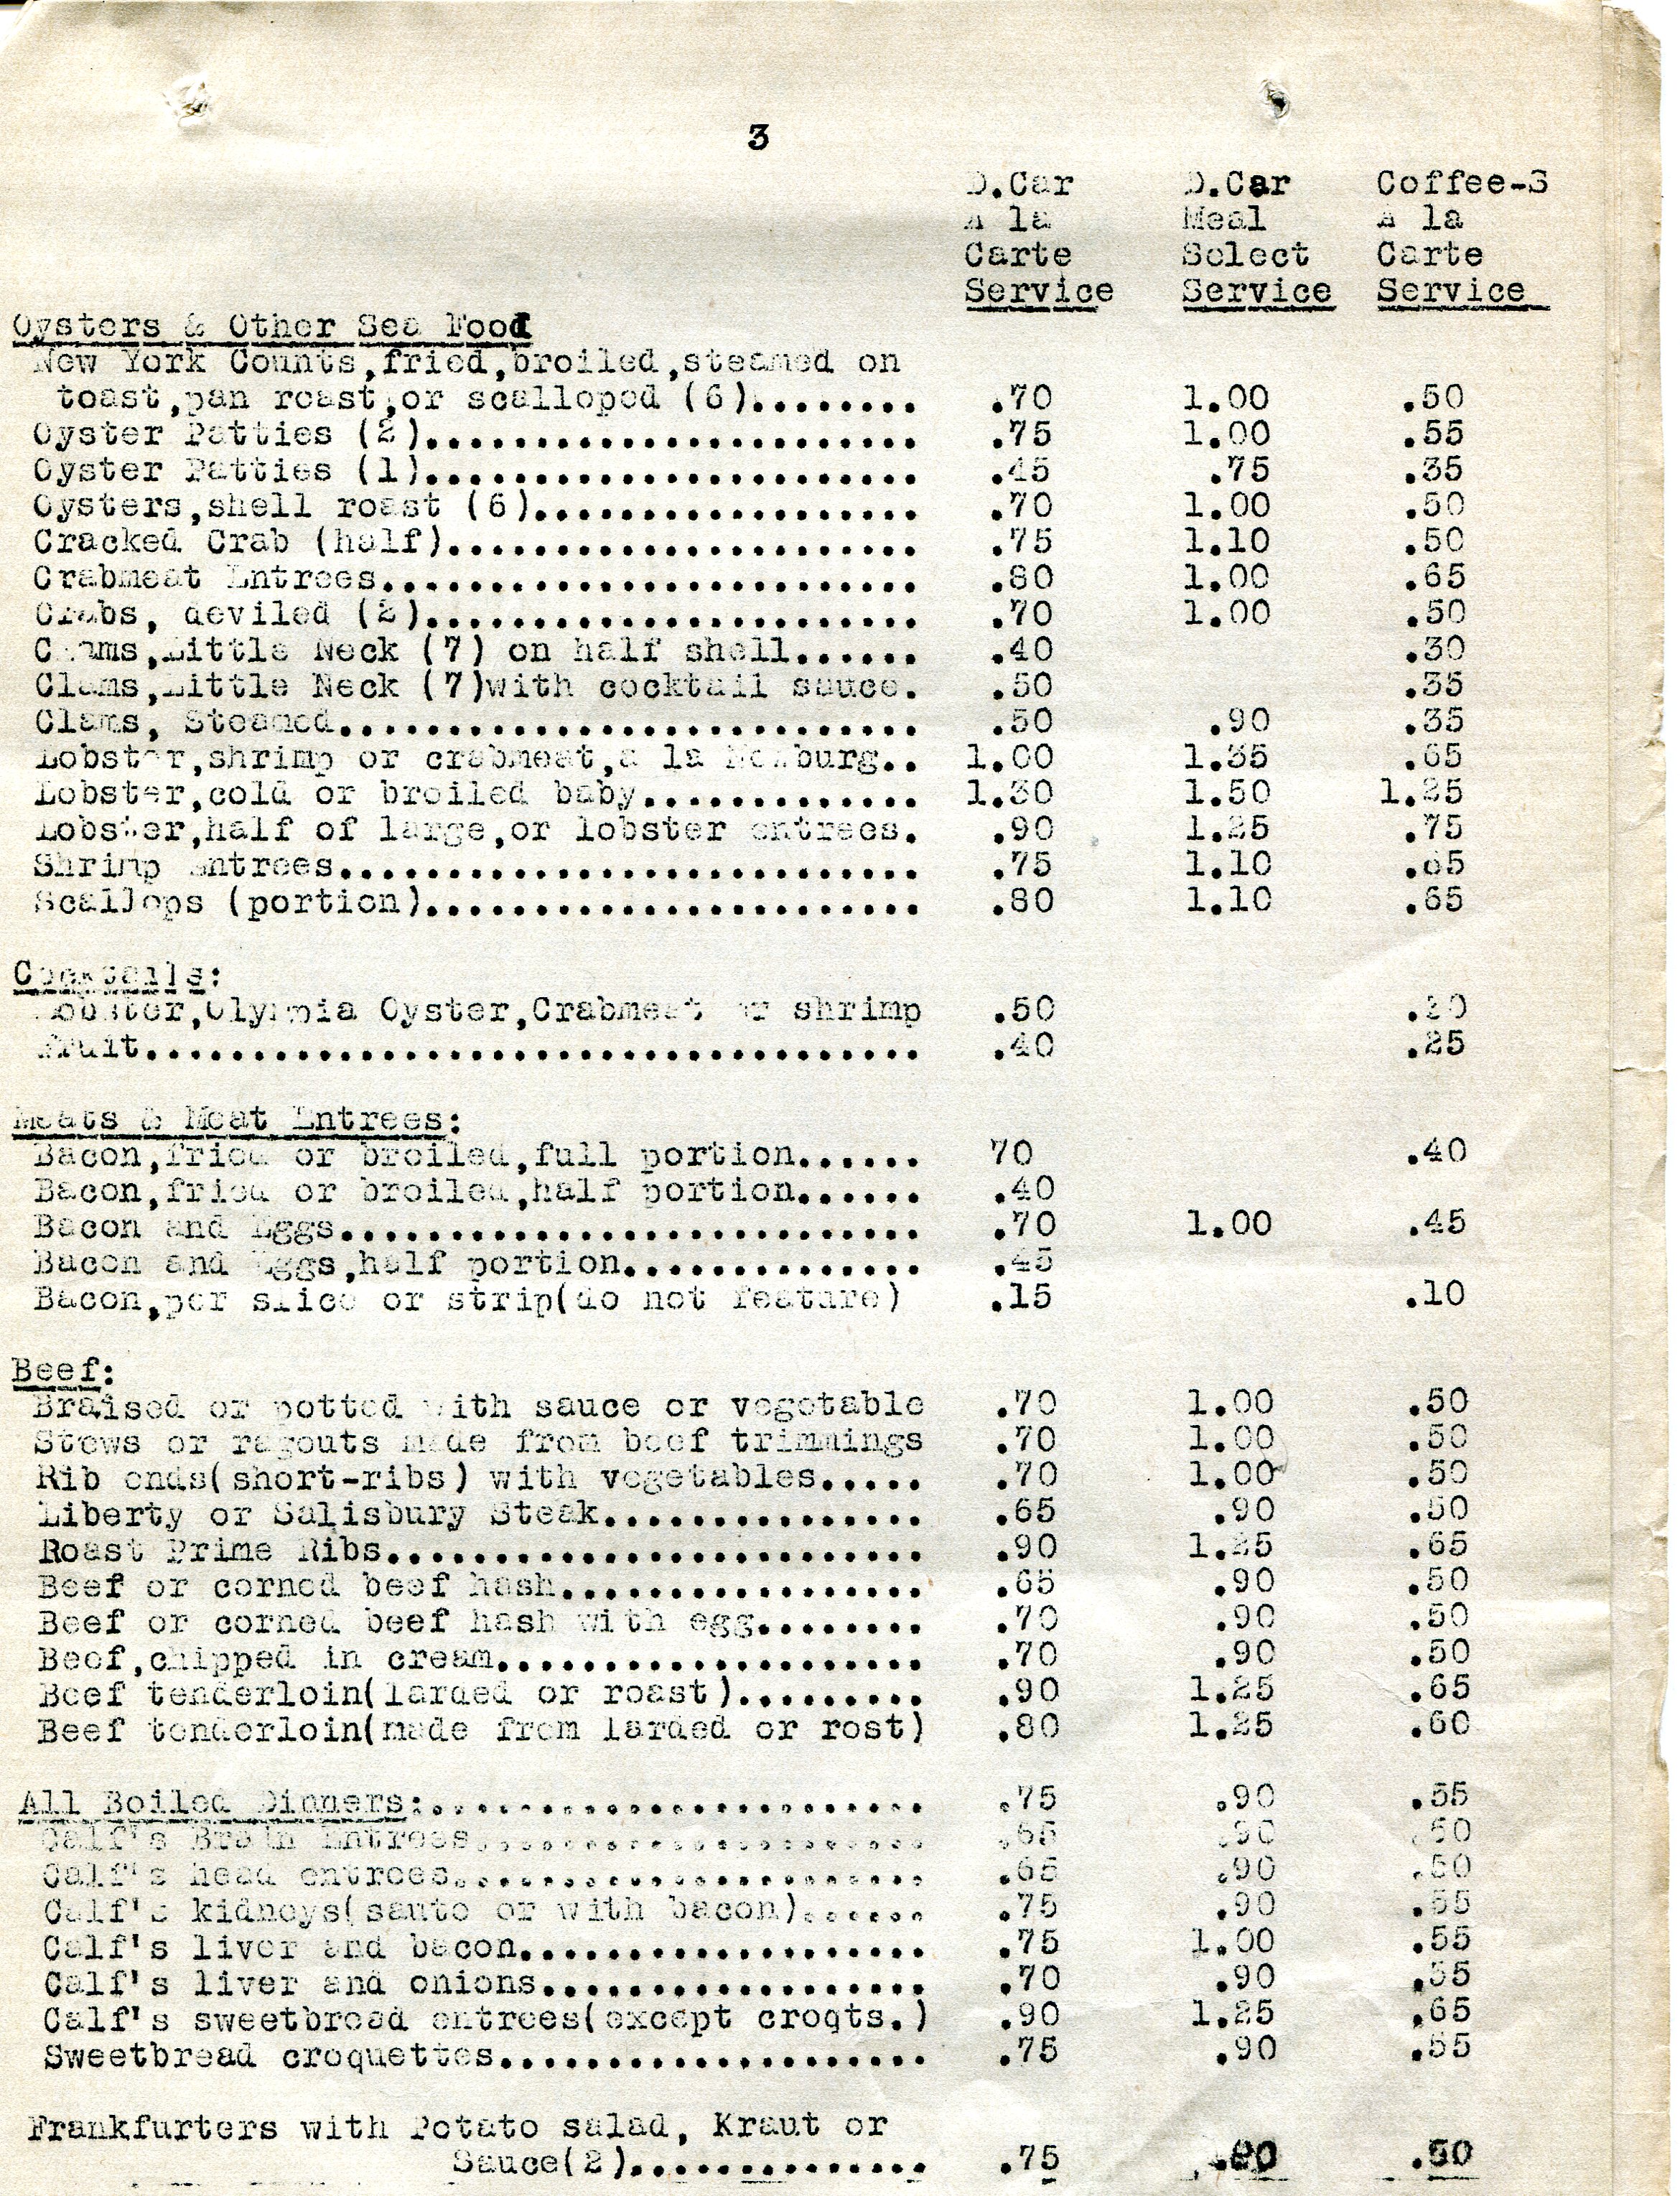 3
D.Car D.Car Coffee-S
A la Meal A la
Carte Select Carte
Service Service Service
Oysters & Other Sea Food
New York Counts,fried,broiled,steamed on
toast,pan roast,or scalloped (6)........ .70 1.00 .50
Oyster Patties (2)....................... .75 1.00 .55
Oyster Patties (1)....................... .45 .75 .35
Oysters,shell roast (6).................. .70 1.00 .50
Cracked Crab (half)...................... .75 1.10 .50
Crabmeat Entrees......................... .80 1.00 .65
Crabs, deviled (2)....................... .70 1.00 .50
Clams,Little Neck (7) on half shell...... .40 .30
Clams,Little Neck (7)with cocktail sauce. .50 .35
Clams, Steamed........................... .50 .90 .35
Lobster,shrimp or crabmeat,a la Newburg.. 1.00 1.35 .65
Lobster,cold or broiled baby............. 1.30 1.50 1.25
Lobster,half of large,or lobster entrees. .90 1.25 .75
Shrimp Entrees........................... .75 1.10 .65
Scallops (portion)....................... .80 1.10 .65
Cocktails:
Lobster,Olympia Oyster,Crabmeat or shrimp .50
Fruit.................................... .40 .25
Meats & Meat Entrees:
Bacon,fried or broiled,full portion...... 70 .40
Bacon,fried or broiled,half portion...... .40
Bacon and Eggs........................... .70 1.00 .45
Bacon and Eggs,half portion.............. .45
Bacon,per slice or strip(do not feature) .15 .10
Beef:
Braised or potted with sauce or vegetable .70 1.00 .50
Stews or ragouts made from beef trimmings .70 1.00 .50
Rib ends(short-ribs) with vegetables..... .70 1.00 .50
Liberty or Salisbury Steak............... .65 .90 .50
Roast Prime Ribs......................... .90 1.25 .65
Beef or corned beef hash................. .65 .90 .50
Beef or corned beef hash with egg........ .70 .90 .50
Beef,chipped in cream.................... .70 .90 .50
Beef tenderloin(larded or roast)......... .90 1.25 .65
Beef tenderloin(made from larded or rost) .80 1.25 .60
All Boiled Dinners:....................... .75 .90 .55
Calf's Brain Entrees..................... .65 .90 .50
Calf's head entrees...................... .65 .90 .50
Calf's kidneys(saute or with bacon)...... .75 .90 .55
Calf's liver and bacon................... .75 1.00 .55
Calf's liver and onions.................. .70 .90 .55
Calf's sweetbread entrees(except croqts.) .90 1.25 .65
Sweetbread croquettes.................... .75 .90 .55
Frankfurters with Potato salad, Kraut or
Sauce(2).............. .75 .90 .50